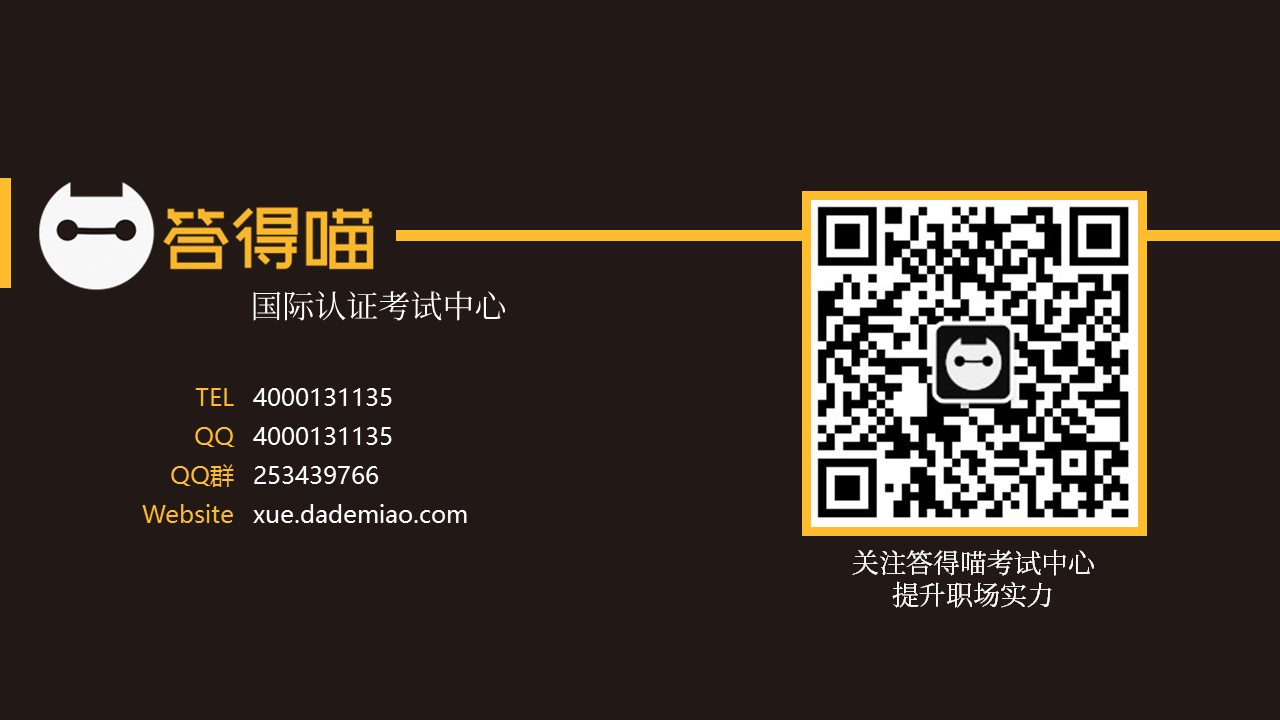 答得喵
国际认证考试中心
TEL 4000131135
QQ 4000131135
QQ群 253439766
Website xue.dademiao.com
关注答得喵考试中心
提升职场实力